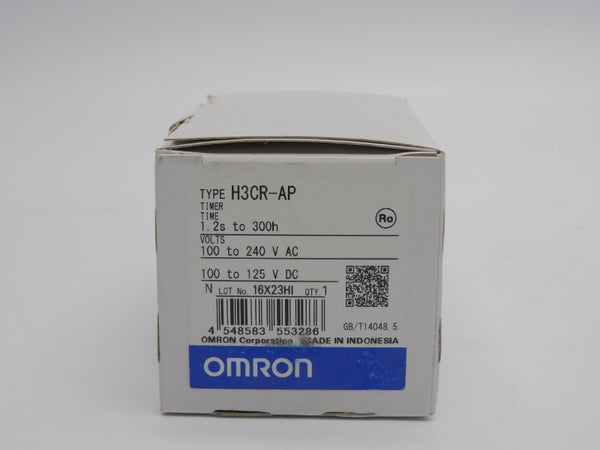 TYPE H3CR-AP
TIMER
TIME
1.2s to 300h
VOLTS
100 to 240 V AC
100 to 125 V DC
Ro
N LOT No. 16X23HI QTY. 1
4 548583 553286
GB/T14048.5
OMRON Corporation MADE IN INDONESIA
OMRON